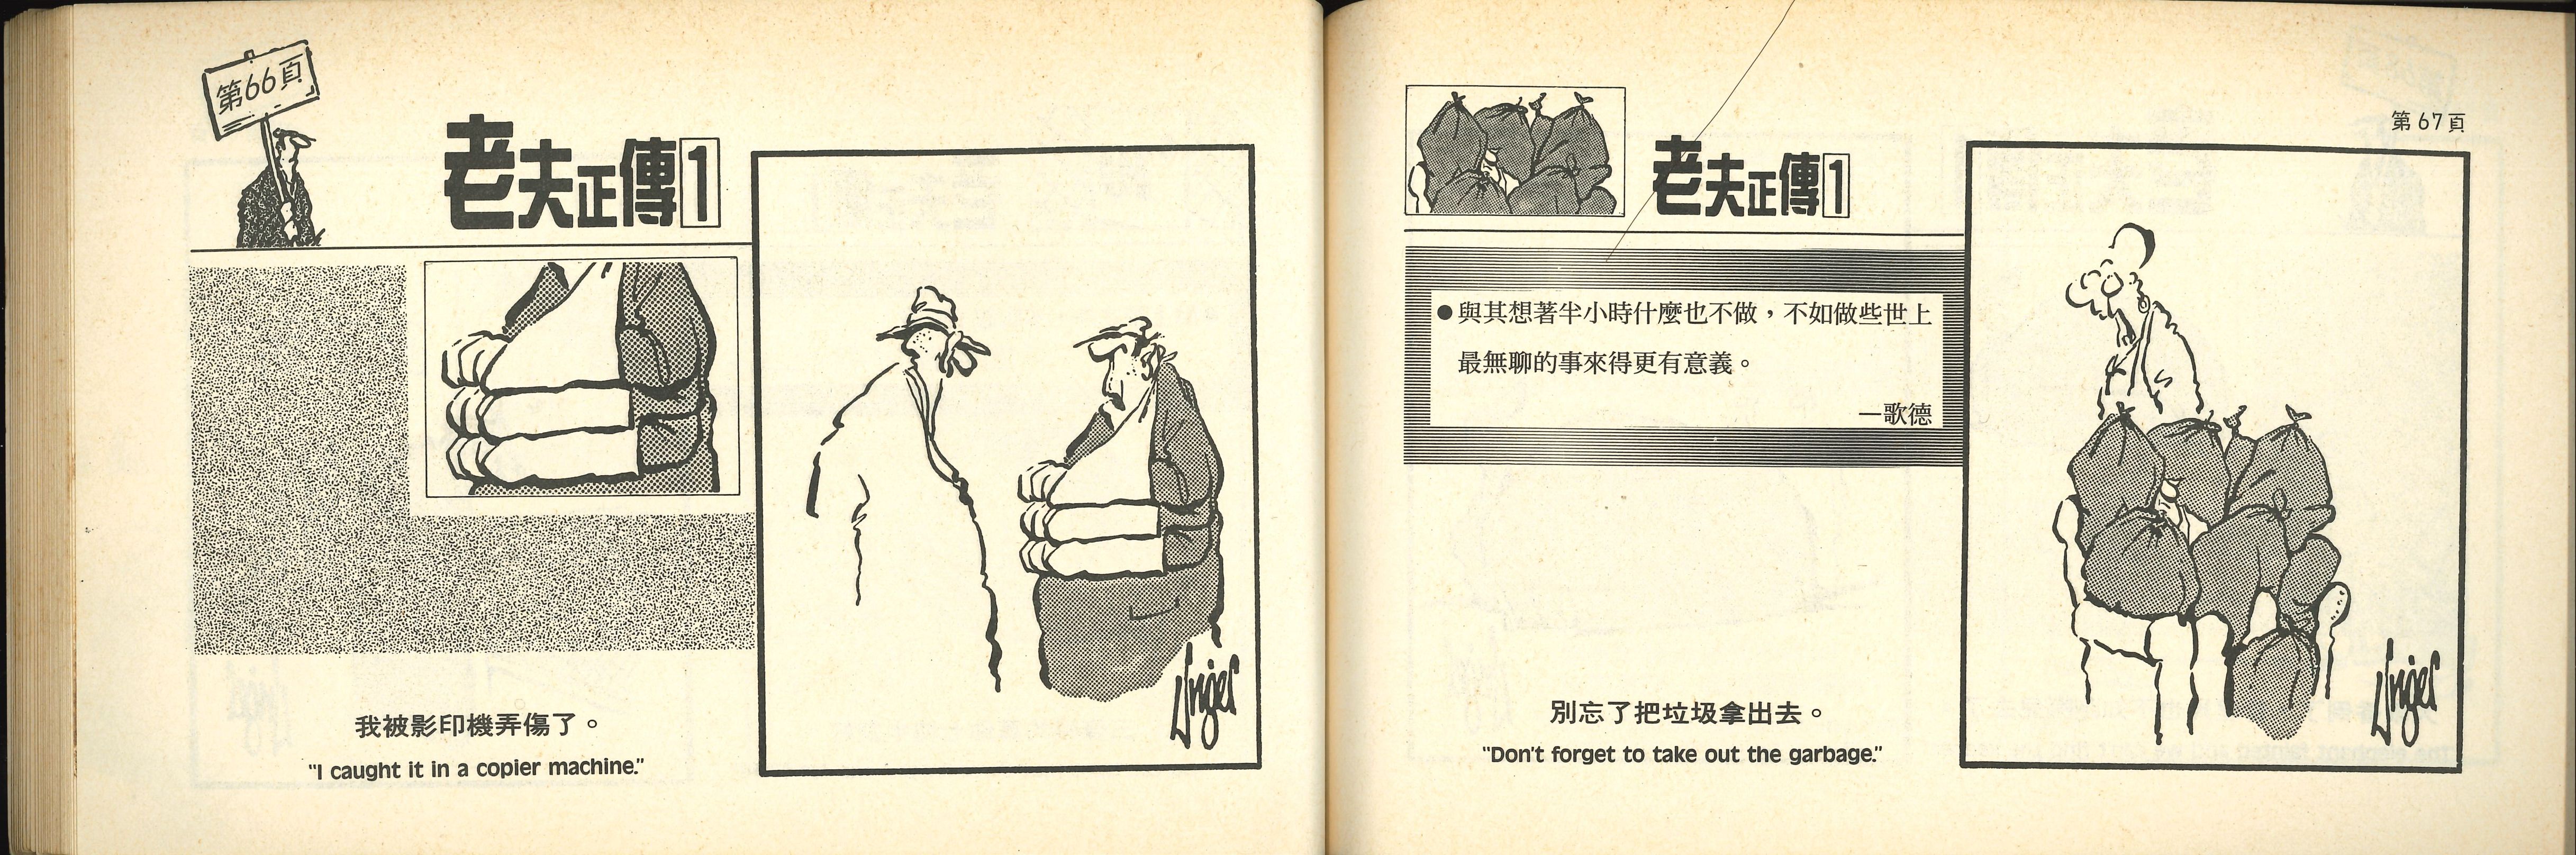 第66頁
老夫正傳1
我被影印機弄傷了。
"I caught it in a copier machine."
Unger
第67頁
老夫正傳1
●與其想著半小時什麼也不做，不如做些世上
最無聊的事來得更有意義。
—歌德
別忘了把垃圾拿出去。
"Don't forget to take out the garbage."
Unger